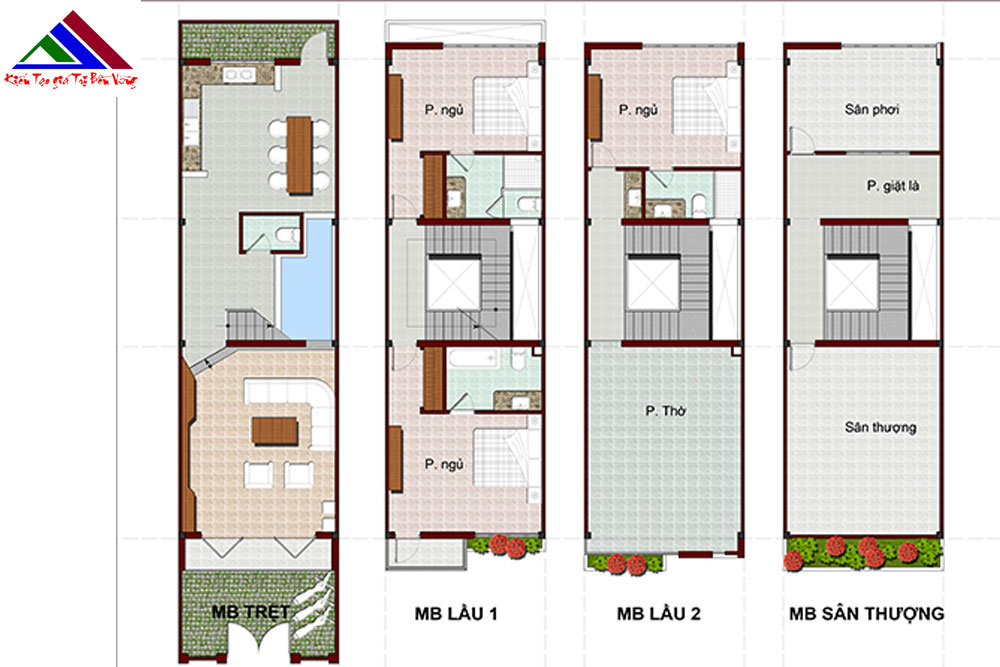 Kiến Tạo giá Trị Bền Vững
P. ngủ
P. ngủ
Sân phơi
P. giặt là
P. Thờ
Sân thượng
P. ngủ
MB TRỆT
MB LẦU 1
MB LẦU 2
MB SÂN THƯỢNG